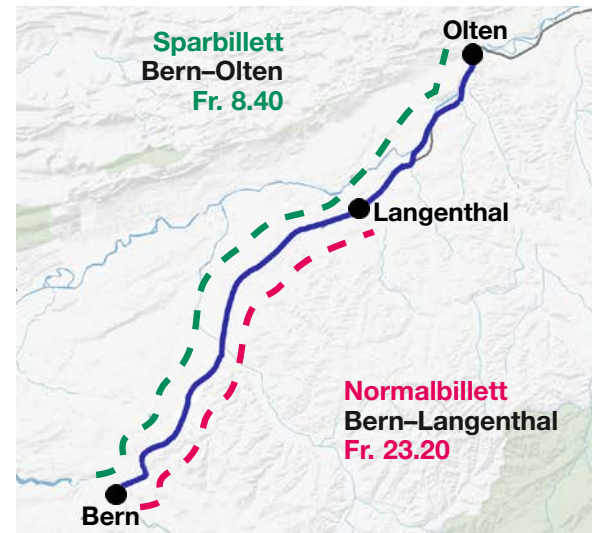 Olten
Sparbillett
Bern–Olten
Fr. 8.40
Langenthal
Normalbillett
Bern–Langenthal
Fr. 23.20
Bern